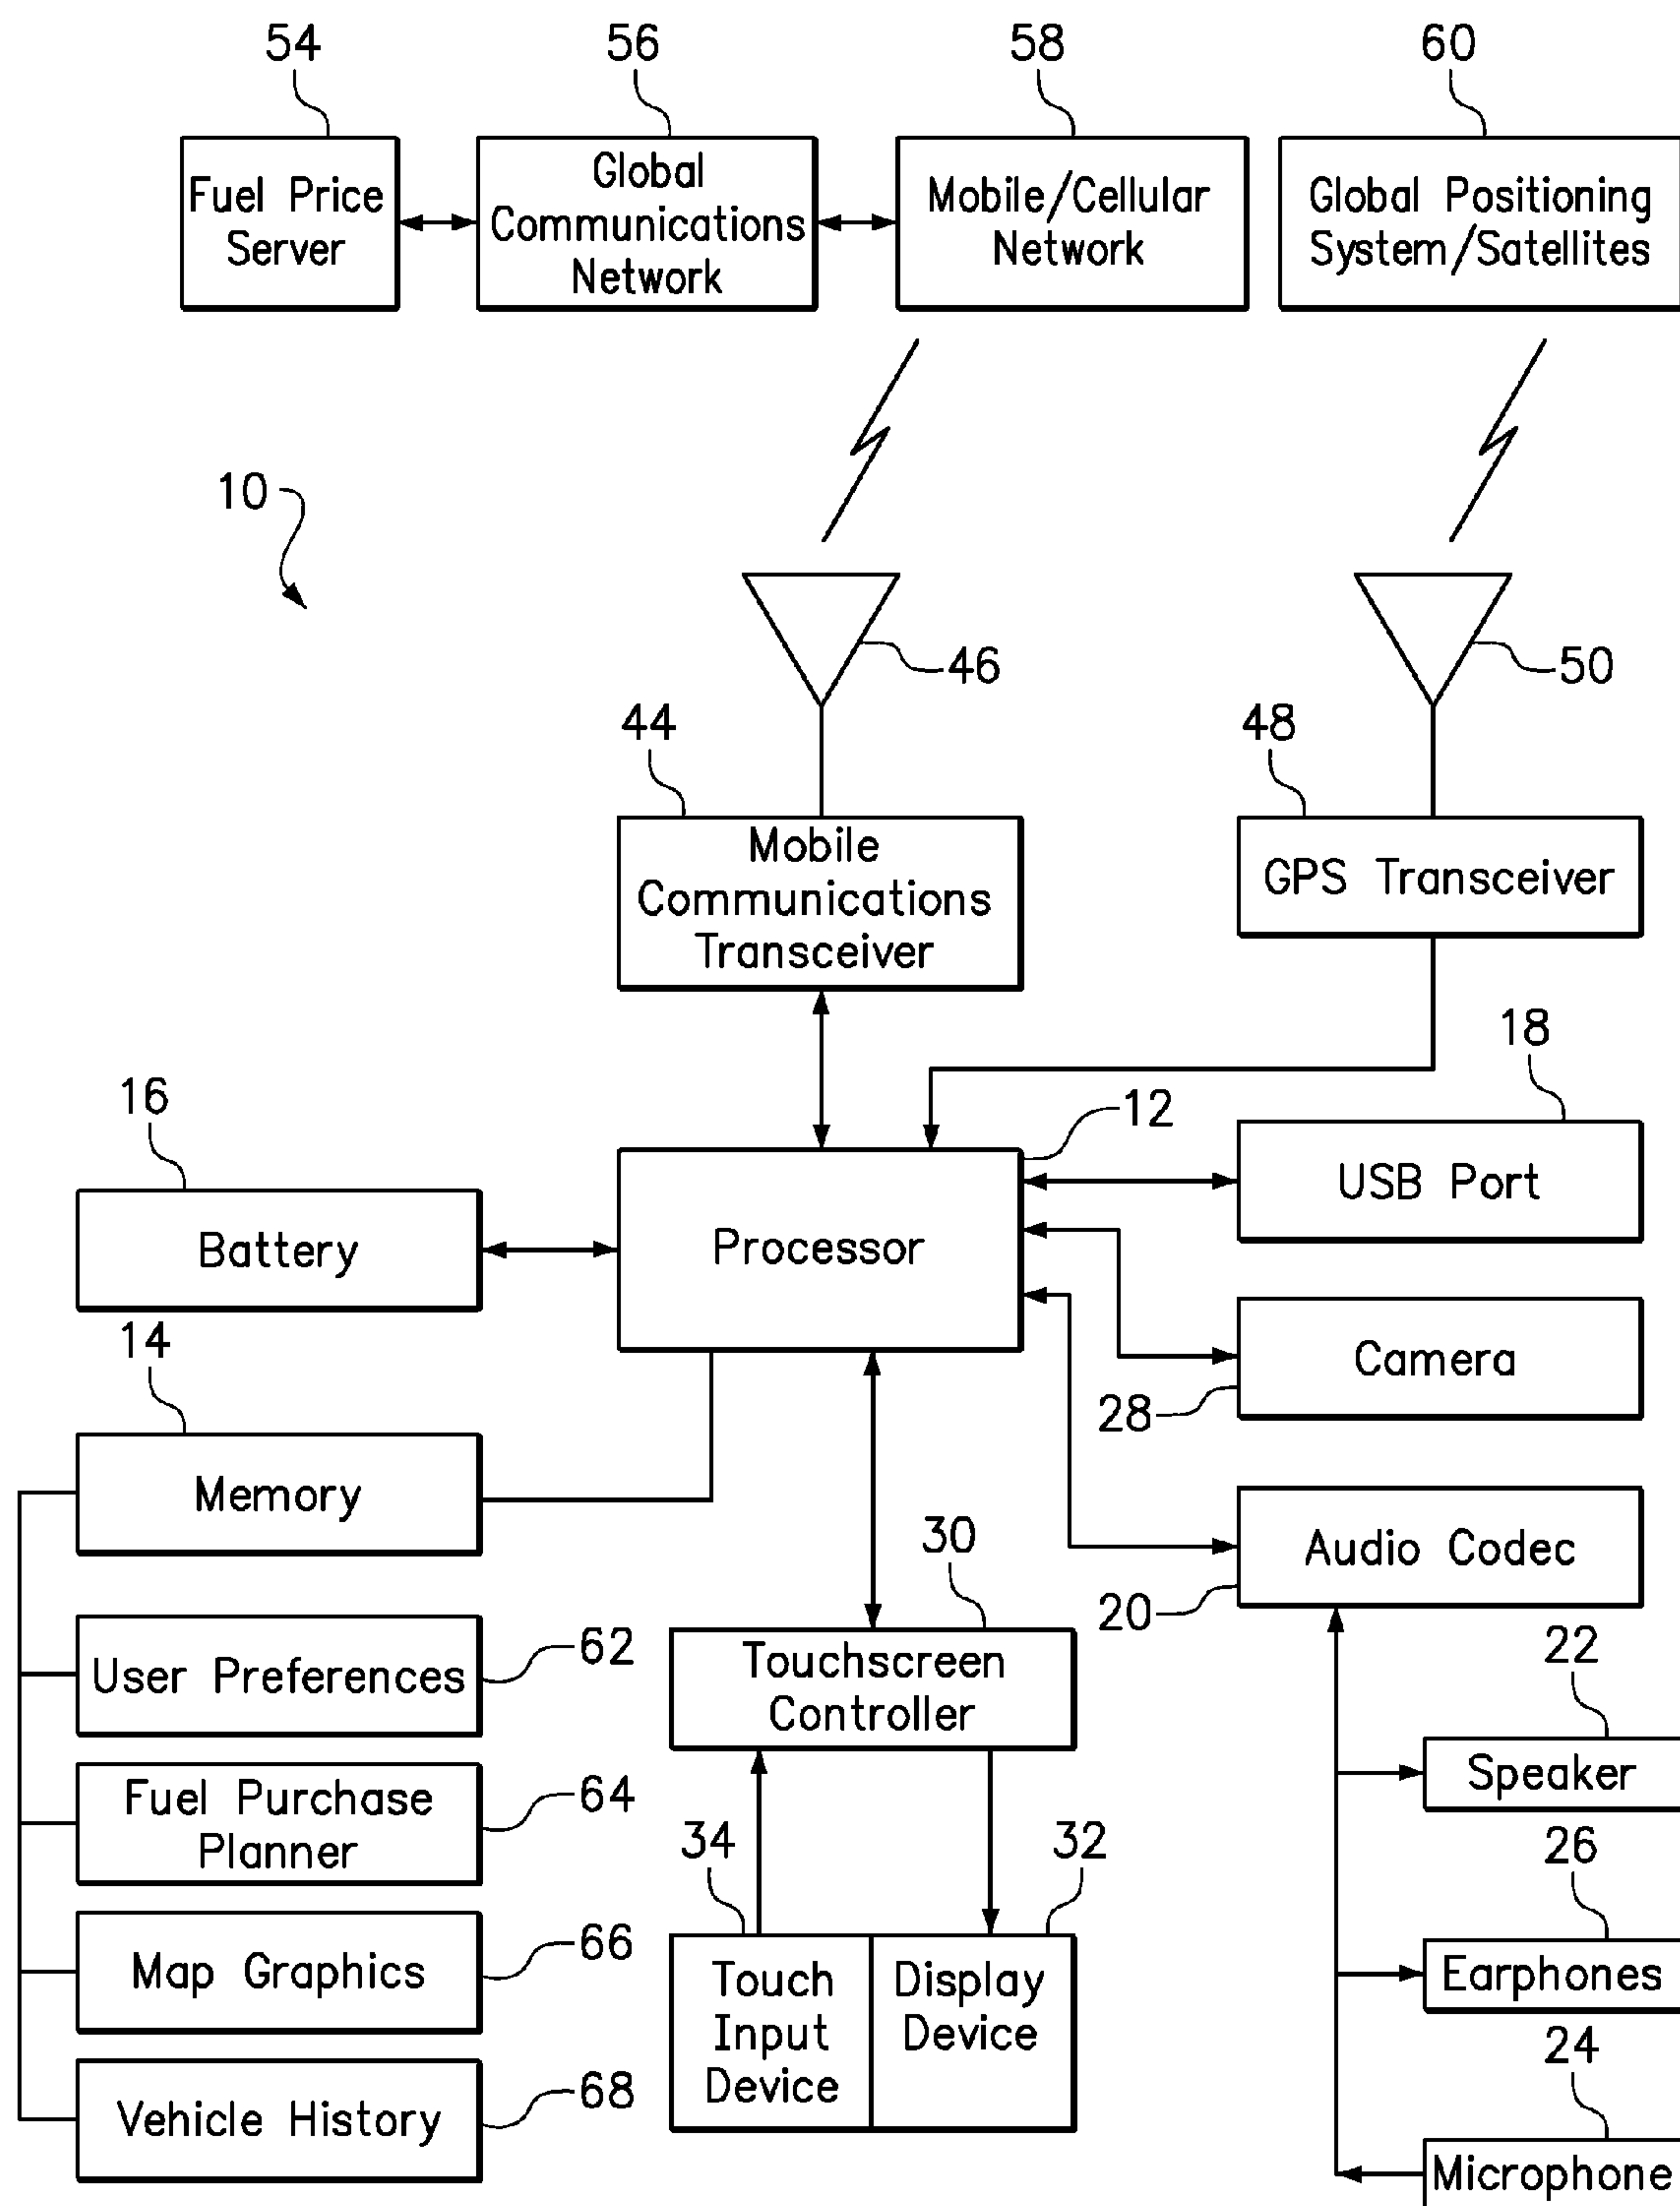 54
56
58
60
Fuel Price
Server
Global
Communications
Network
Mobile/Cellular
Network
Global Positioning
System/Satellites
10
46
50
44
48
Mobile
Communications
Transceiver
GPS Transceiver
18
16
12
USB Port
Battery
Processor
14
Camera
28
Memory
30
Audio Codec
20
62
User Preferences
Touchscreen
Controller
22
Speaker
Fuel Purchase
Planner
64
34
32
26
66
Map Graphics
Touch
Input
Device
Display
Device
Earphones
24
68
Vehicle History
Microphone